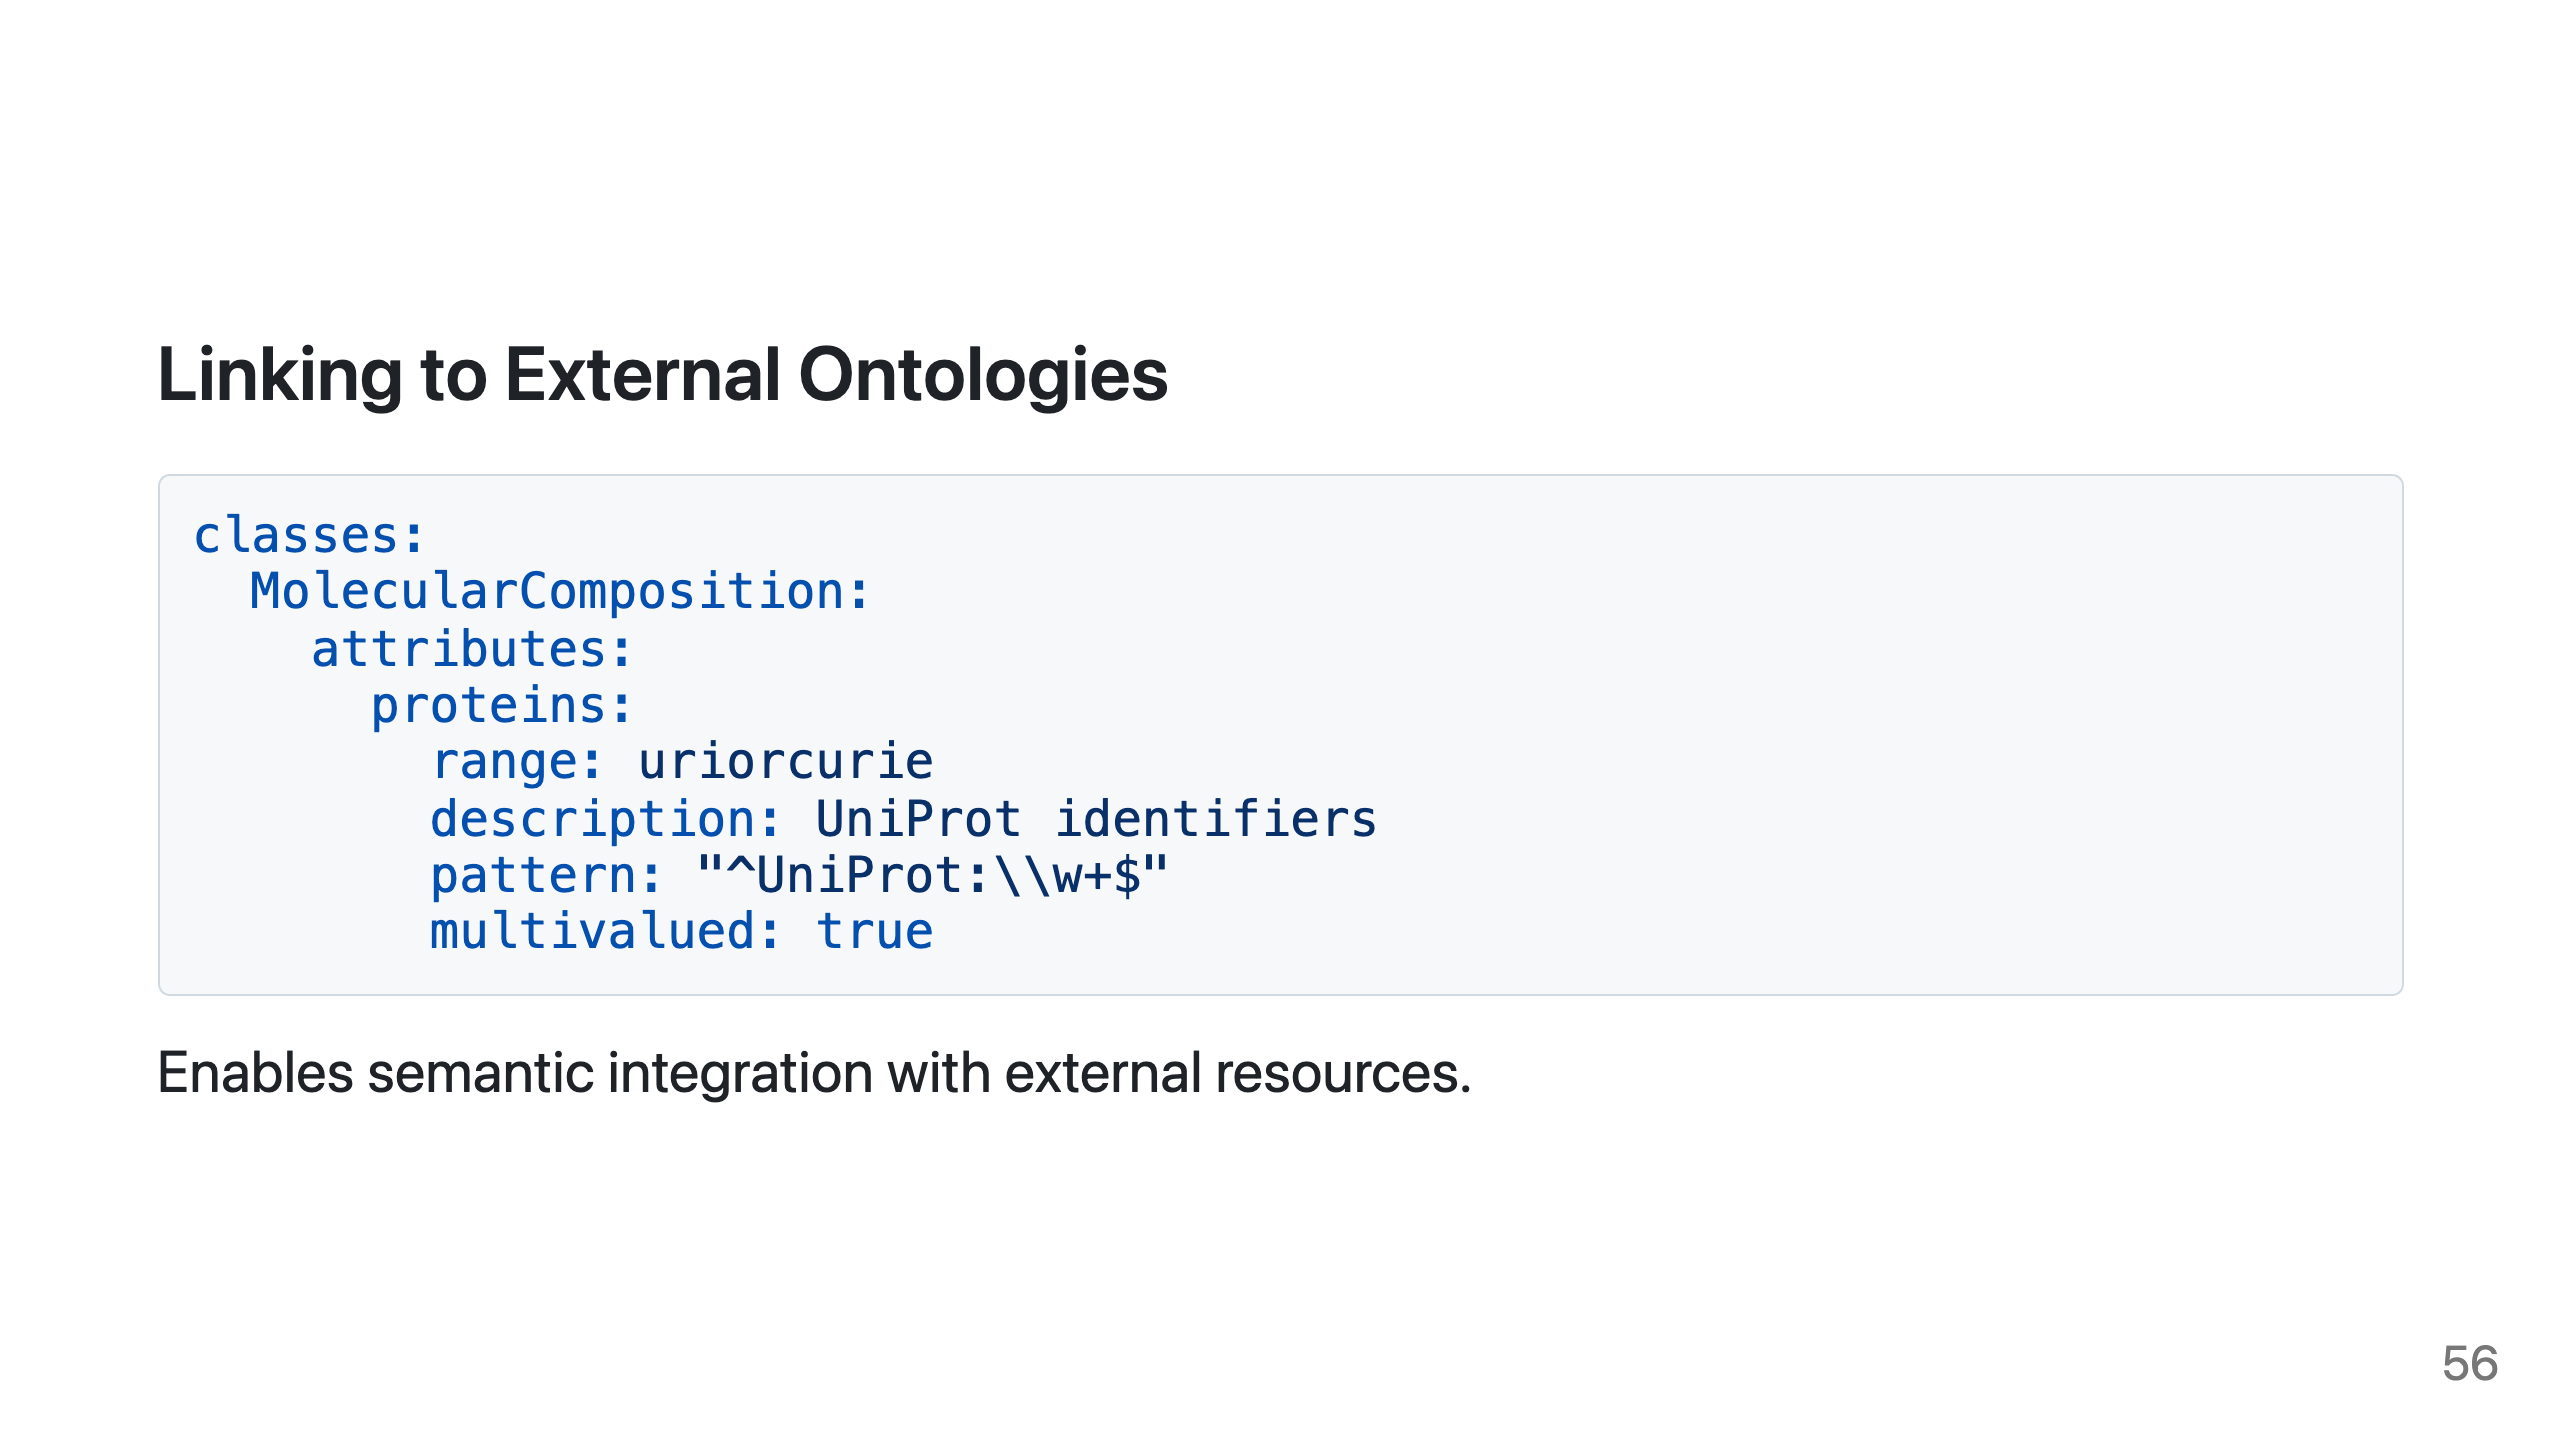 Linking to External Ontologies
classes:
  MolecularComposition:
    attributes:
      proteins:
        range: uriorcurie
        description: UniProt identifiers
        pattern: "^UniProt:\\w+$"
        multivalued: true
Enables semantic integration with external resources.
56